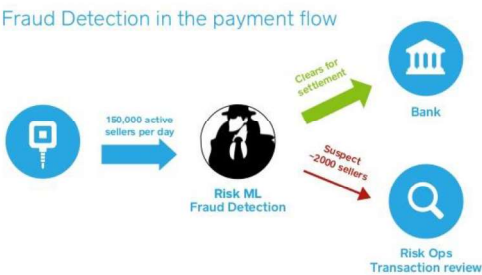 Fraud Detection in the payment flow
150,000 active
sellers per day
Risk ML
Fraud Detection
Clears for
settlement
Bank
Suspect
~2000 sellers
Risk Ops
Transaction review